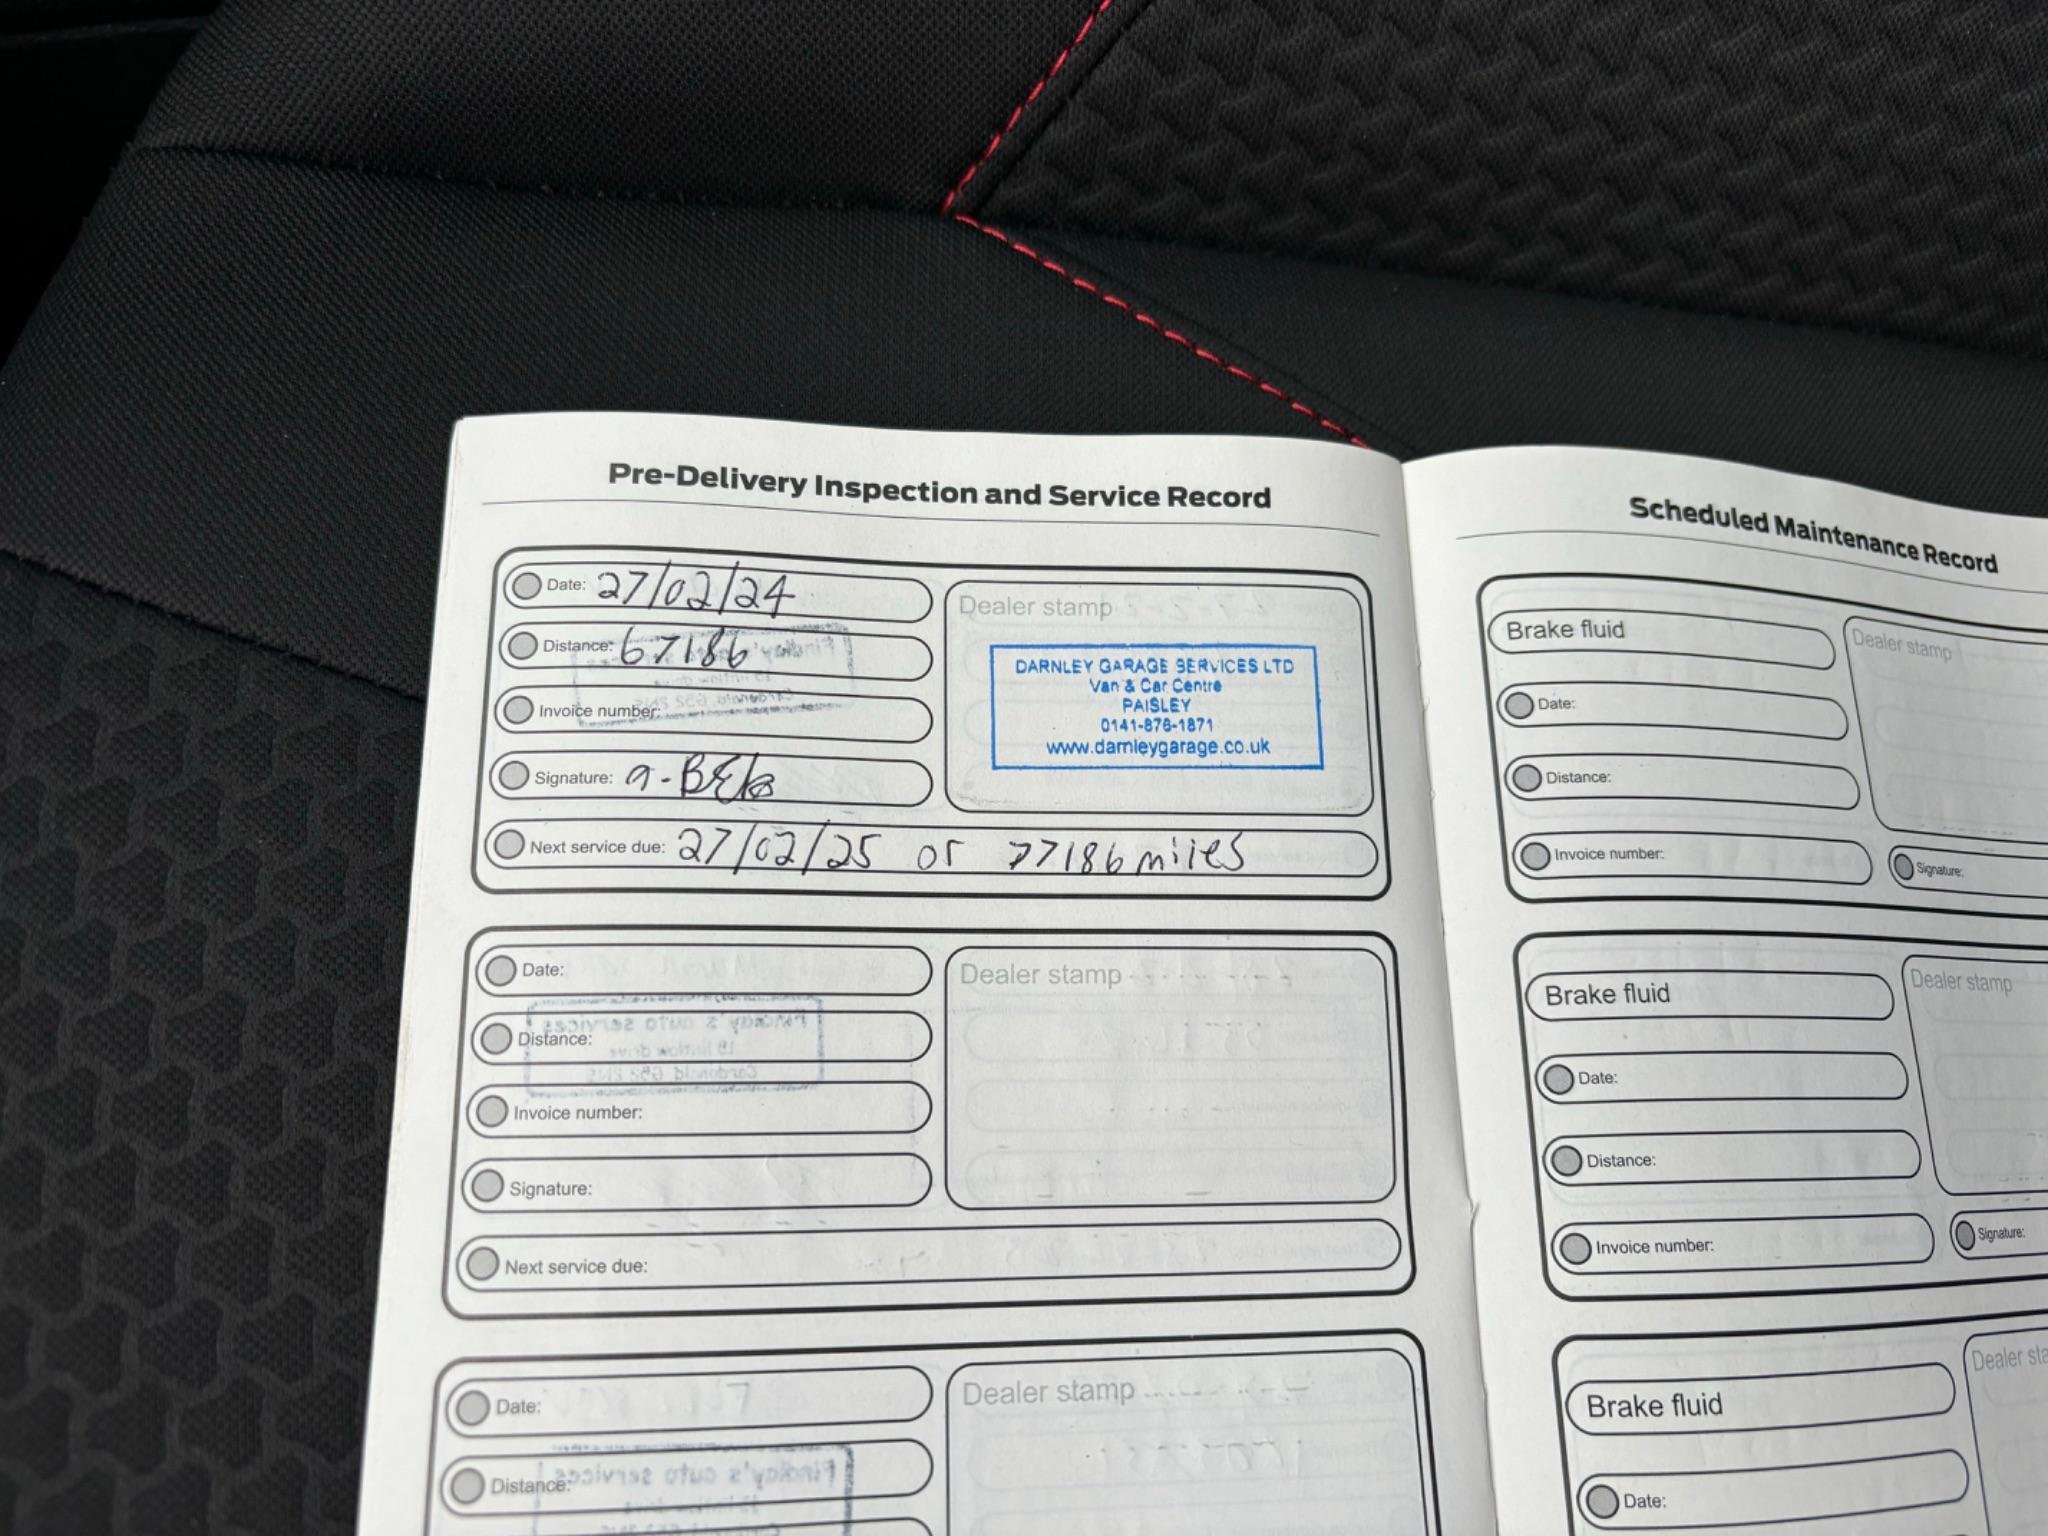 Pre-Delivery Inspection and Service Record
Date: 27/02/24
Distance: 67186
Invoice number:
Signature:
Dealer stamp
DARNLEY GARAGE SERVICES LTD
Van & Car Centre
PAISLEY
0141-876-1871
www.darnleygarage.co.uk
Next service due: 27/02/25 or 77186 miles
Date:
Distance:
Invoice number:
Signature:
Dealer stamp
Next service due:
Date:
Distance:
Dealer stamp
Scheduled Maintenance Record
Brake fluid
Date:
Distance:
Invoice number:
Dealer stamp
Signature:
Brake fluid
Date:
Distance:
Invoice number:
Dealer stamp
Signature:
Brake fluid
Date:
Dealer sta